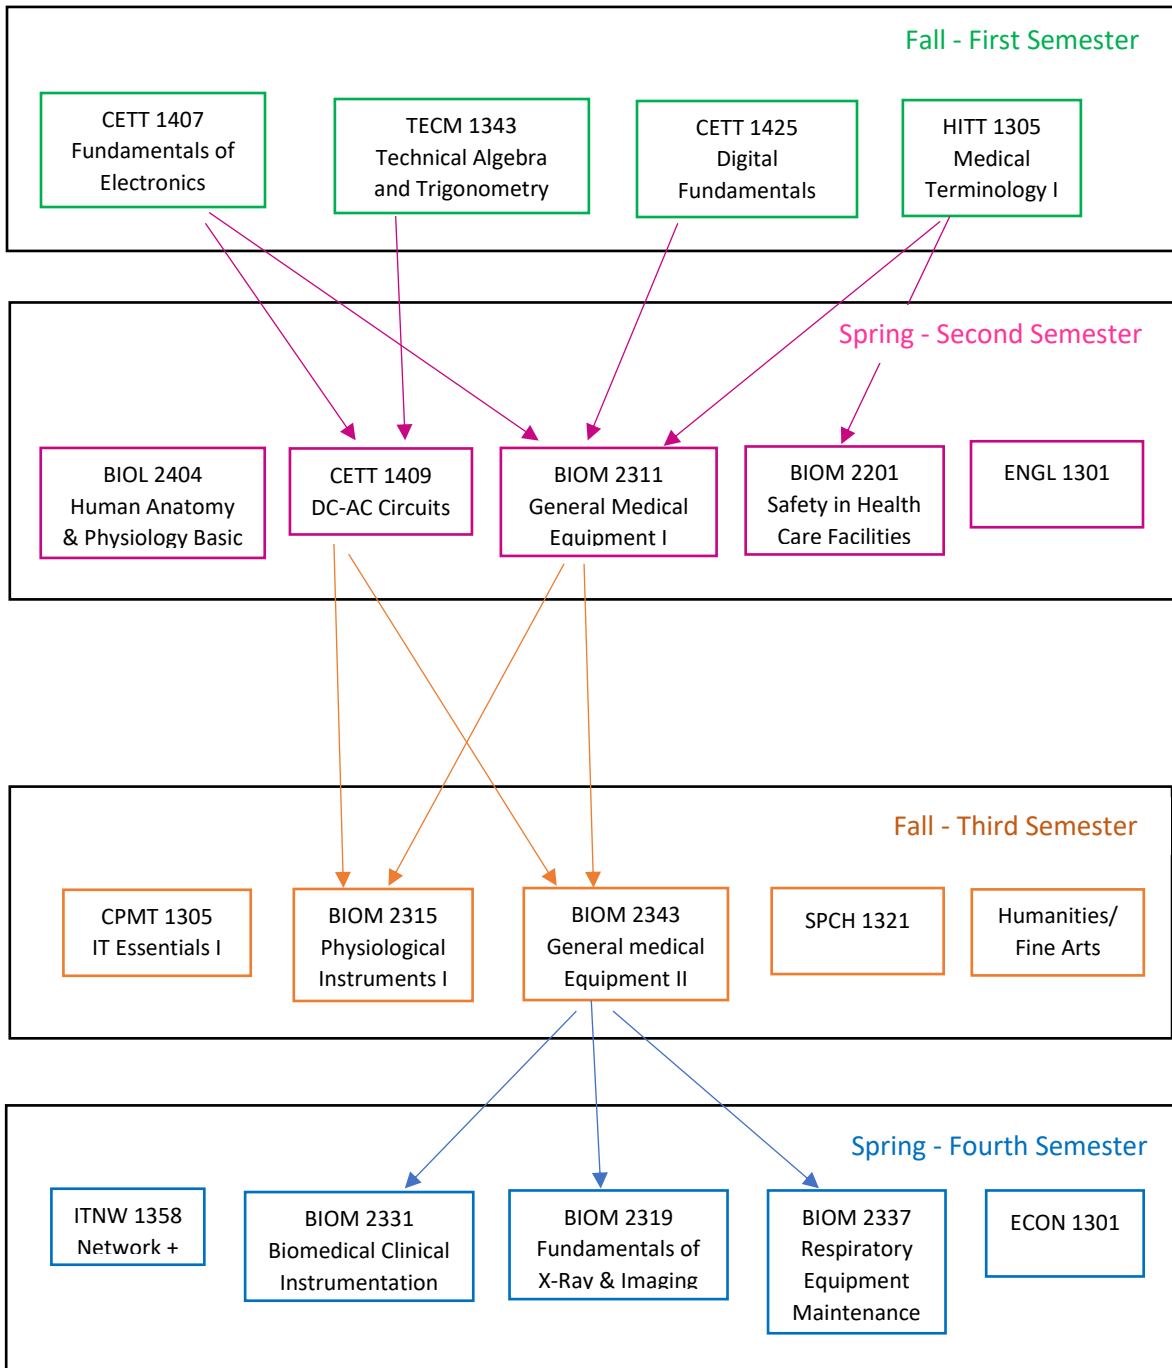 Fall - First Semester
CETT 1407
Fundamentals of
Electronics
TECM 1343
Technical Algebra
and Trigonometry
CETT 1425
Digital
Fundamentals
HITT 1305
Medical
Terminology I
Spring - Second Semester
BIOL 2404
Human Anatomy
& Physiology Basic
CETT 1409
DC-AC Circuits
BIOM 2311
General Medical
Equipment I
BIOM 2201
Safety in Health
Care Facilities
ENGL 1301
Fall - Third Semester
CPMT 1305
IT Essentials I
BIOM 2315
Physiological
Instruments I
BIOM 2343
General medical
Equipment II
SPCH 1321
Humanities/
Fine Arts
Spring - Fourth Semester
ITNW 1358
Network +
BIOM 2331
Biomedical Clinical
Instrumentation
BIOM 2319
Fundamentals of
X-Ray & Imaging
BIOM 2337
Respiratory
Equipment
Maintenance
ECON 1301